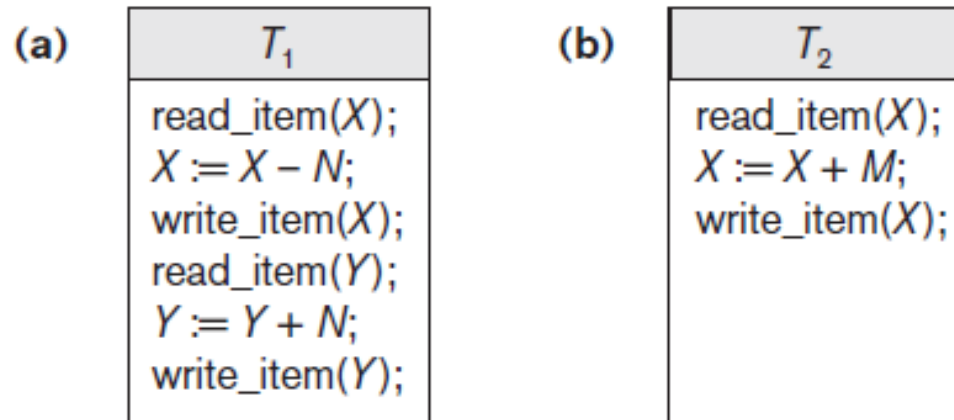 (a)
T₁
read_item(X);
X := X – N;
write_item(X);
read_item(Y);
Y := Y + N;
write_item(Y);
(b)
T₂
read_item(X);
X := X + M;
write_item(X);